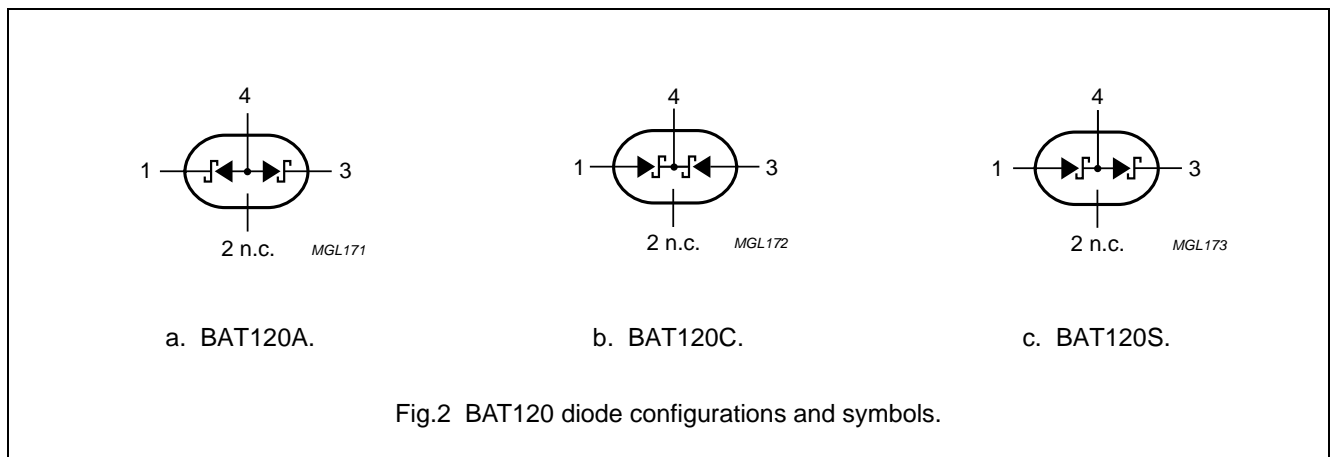 4
1
3
2 n.c.
MGL171
a. BAT120A.
4
1
3
2 n.c.
MGL172
b. BAT120C.
4
1
3
2 n.c.
MGL173
c. BAT120S.
Fig.2 BAT120 diode configurations and symbols.